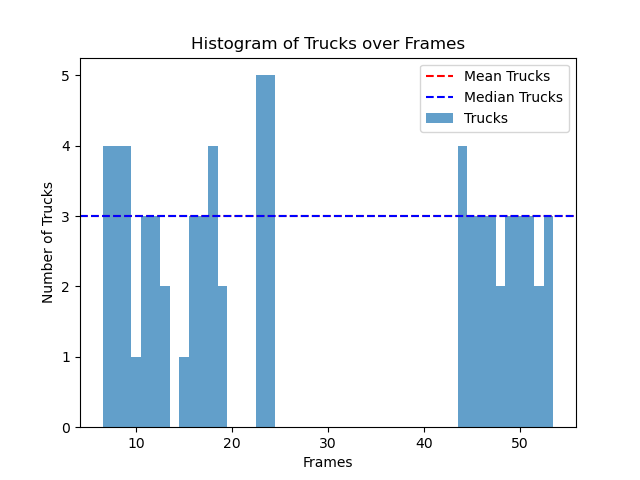 Histogram of Trucks over Frames
Mean Trucks
Median Trucks
Trucks
Number of Trucks
5
4
3
2
1
0
10 20 30 40 50
Frames